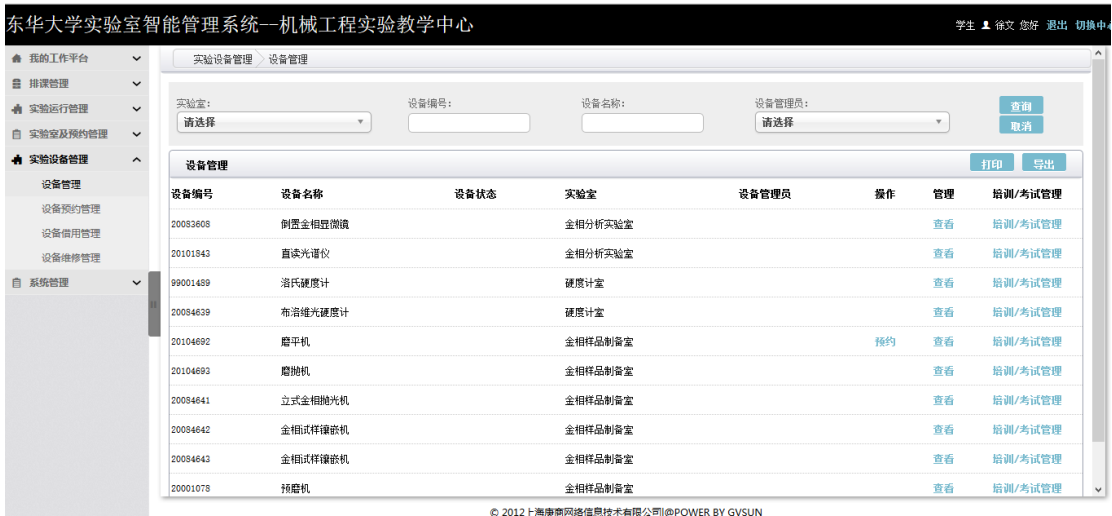 东华大学实验室智能管理系统--机械工程实验教学中心
学生 徐文 您好 退出 切换中心
我的工作平台
排课管理
实验运行管理
实验室及预约管理
实验设备管理
设备管理
设备预约管理
设备信用管理
设备维修管理
系统管理
实验设备管理 设备管理
实验室: 设备编号: 设备名称: 设备管理员:
请选择 请选择 查询
取消
设备管理 打印 导出
设备编号 设备名称 设备状态 实验室 设备管理员 操作 管理 培训/考试管理
20083608 倒置金相显微镜 金相分析实验室 查看 培训/考试管理
20101843 直读光谱仪 金相分析实验室 查看 培训/考试管理
99001489 洛氏硬度计 硬度计室 查看 培训/考试管理
20084639 布洛维光硬度计 硬度计室 查看 培训/考试管理
20104692 磨平机 金相样品制备室 预约 查看 培训/考试管理
20104693 磨抛机 金相样品制备室 查看 培训/考试管理
20084641 立式金相抛光机 金相样品制备室 查看 培训/考试管理
20084642 金相试样镶嵌机 金相样品制备室 查看 培训/考试管理
20084643 金相试样镶嵌机 金相样品制备室 查看 培训/考试管理
20001078 预磨机 金相样品制备室 查看 培训/考试管理
© 2012上海庚商网络信息技术有限公司|@POWER BY GVSUN